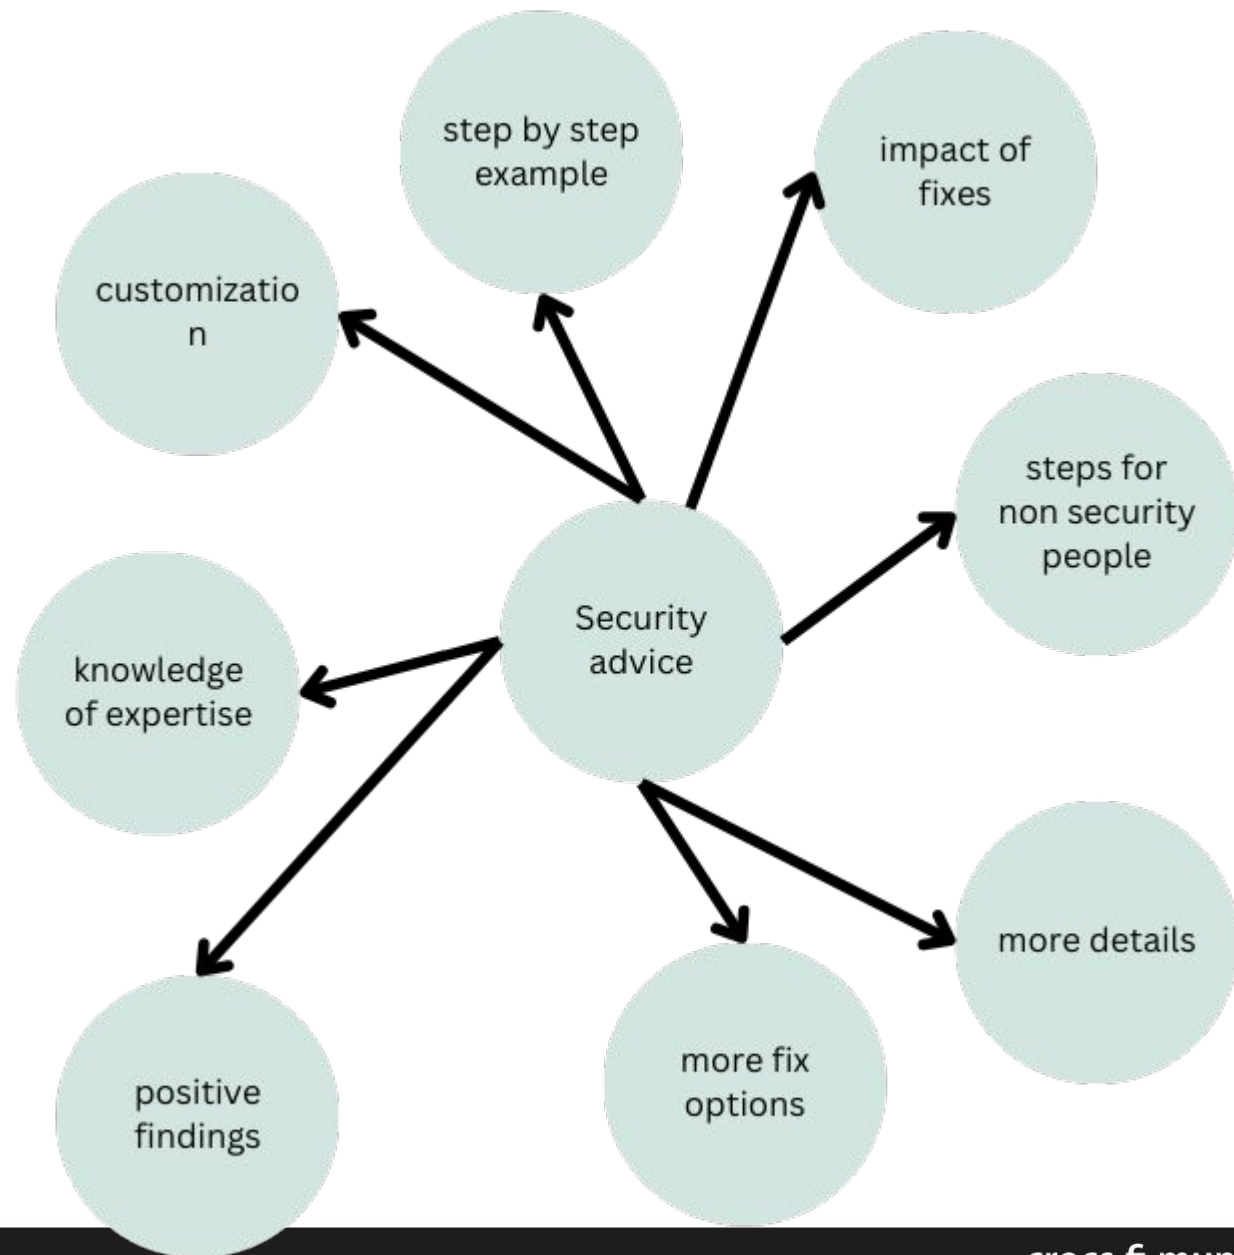 step by step
example
impact of
fixes
customizatio
n
steps for
non security
people
Security
advice
knowledge
of expertise
more details
more fix
options
positive
findings